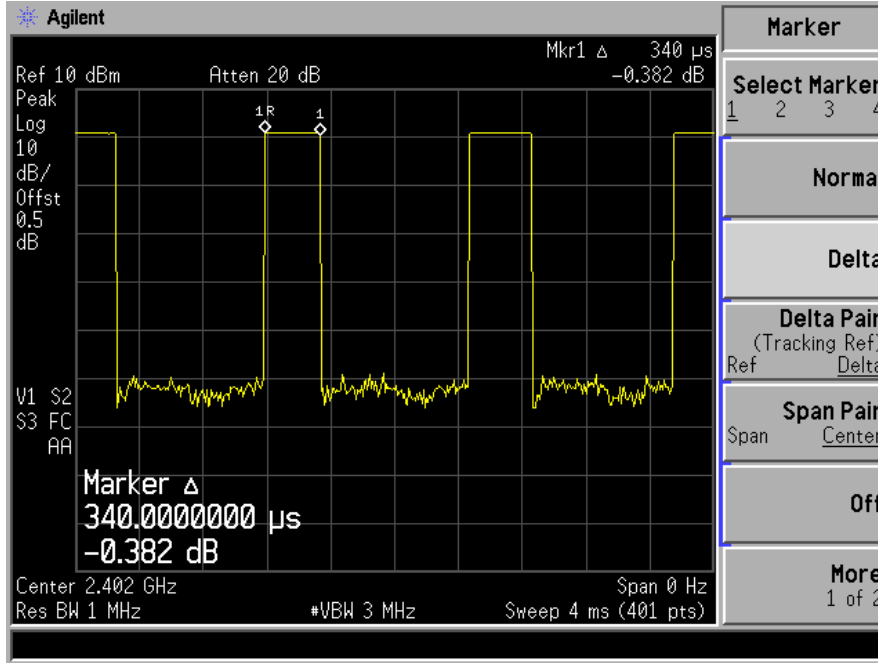 Agilent
Marker
Mkr1 Δ 340 µs
Ref 10 dBm Atten 20 dB -0.382 dB
Peak
Log
10
dB/
Offst
0.5
dB
1R
1
V1 S2
S3 FC
AA
Marker Δ
340.0000000 µs
-0.382 dB
Center 2.402 GHz Span 0 Hz
Res BW 1 MHz #VBW 3 MHz Sweep 4 ms (401 pts)
Select Marker
1 2 3 4
Norma
Delta
Delta Pair
(Tracking Ref)
Ref Delta
Span Pair
Span Center
Off
More
1 of 2